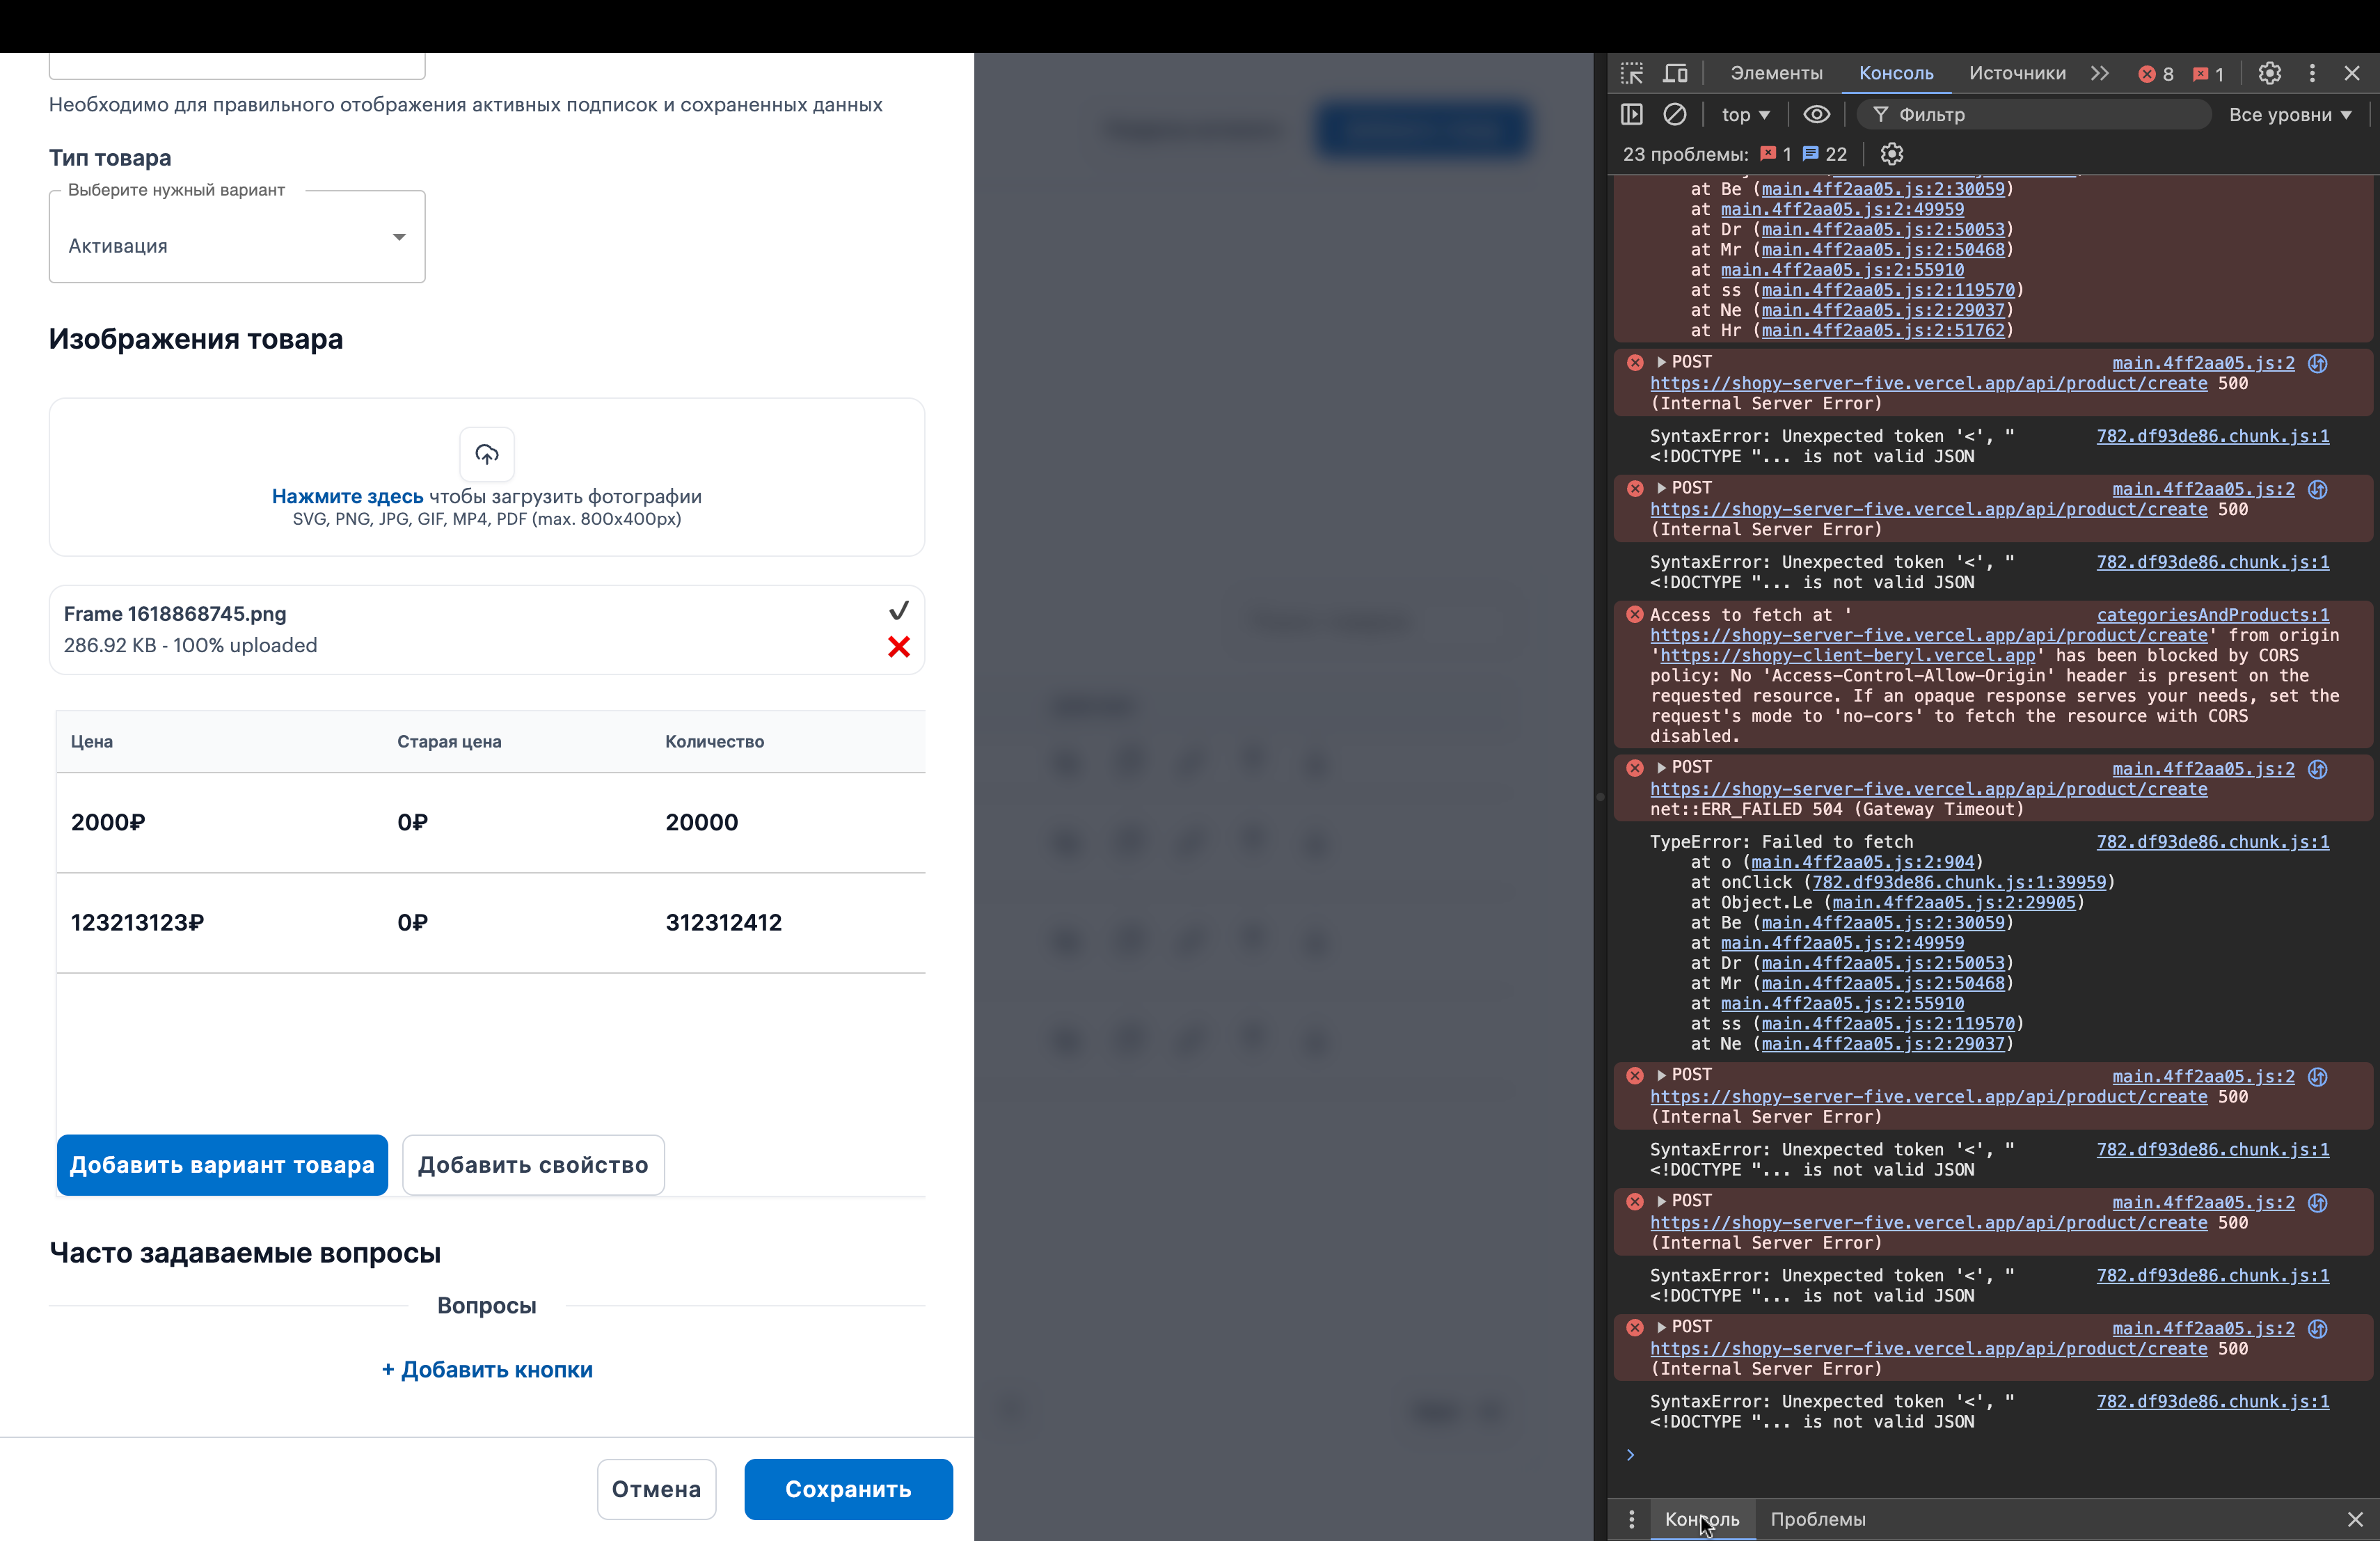 Необходимо для правильного отображения активных подписок и сохраненных данных
Тип товара
Выберите нужный вариант
Активация
Изображения товара
Нажмите здесь чтобы загрузить фотографии
SVG, PNG, JPG, GIF, MP4, PDF (max. 800x400px)
Frame 1618868745.png
286.92 KB - 100% uploaded
Цена Старая цена Количество
2000₽ 0₽ 20000
123213123₽ 0₽ 312312412
Добавить вариант товара Добавить свойство
Часто задаваемые вопросы
Вопросы
+ Добавить кнопки
Отмена Сохранить
Элементы Консоль Источники 8 1
top Фильтр Все уровни
23 проблемы: 1 22
at Be (main.4ff2aa05.js:2:30059)
at main.4ff2aa05.js:2:49959
at Dr (main.4ff2aa05.js:2:50053)
at Mr (main.4ff2aa05.js:2:50468)
at main.4ff2aa05.js:2:55910
at ss (main.4ff2aa05.js:2:119570)
at Ne (main.4ff2aa05.js:2:29037)
at Hr (main.4ff2aa05.js:2:51762)
POST main.4ff2aa05.js:2
https://shopy-server-five.vercel.app/api/product/create 500
(Internal Server Error)
SyntaxError: Unexpected token '<', " 782.df93de86.chunk.js:1
<!DOCTYPE "... is not valid JSON
POST main.4ff2aa05.js:2
https://shopy-server-five.vercel.app/api/product/create 500
(Internal Server Error)
SyntaxError: Unexpected token '<', " 782.df93de86.chunk.js:1
<!DOCTYPE "... is not valid JSON
Access to fetch at ' categoriesAndProducts:1
https://shopy-server-five.vercel.app/api/product/create' from origin
'https://shopy-client-beryl.vercel.app' has been blocked by CORS
policy: No 'Access-Control-Allow-Origin' header is present on the
requested resource. If an opaque response serves your needs, set the
request's mode to 'no-cors' to fetch the resource with CORS
disabled.
POST main.4ff2aa05.js:2
https://shopy-server-five.vercel.app/api/product/create
net::ERR_FAILED 504 (Gateway Timeout)
TypeError: Failed to fetch 782.df93de86.chunk.js:1
at o (main.4ff2aa05.js:2:904)
at onClick (782.df93de86.chunk.js:1:39959)
at Object.Le (main.4ff2aa05.js:2:29905)
at Be (main.4ff2aa05.js:2:30059)
at main.4ff2aa05.js:2:49959
at Dr (main.4ff2aa05.js:2:50053)
at Mr (main.4ff2aa05.js:2:50468)
at main.4ff2aa05.js:2:55910
at ss (main.4ff2aa05.js:2:119570)
at Ne (main.4ff2aa05.js:2:29037)
POST main.4ff2aa05.js:2
https://shopy-server-five.vercel.app/api/product/create 500
(Internal Server Error)
SyntaxError: Unexpected token '<', " 782.df93de86.chunk.js:1
<!DOCTYPE "... is not valid JSON
POST main.4ff2aa05.js:2
https://shopy-server-five.vercel.app/api/product/create 500
(Internal Server Error)
SyntaxError: Unexpected token '<', " 782.df93de86.chunk.js:1
<!DOCTYPE "... is not valid JSON
POST main.4ff2aa05.js:2
https://shopy-server-five.vercel.app/api/product/create 500
(Internal Server Error)
SyntaxError: Unexpected token '<', " 782.df93de86.chunk.js:1
<!DOCTYPE "... is not valid JSON
Консоль Проблемы